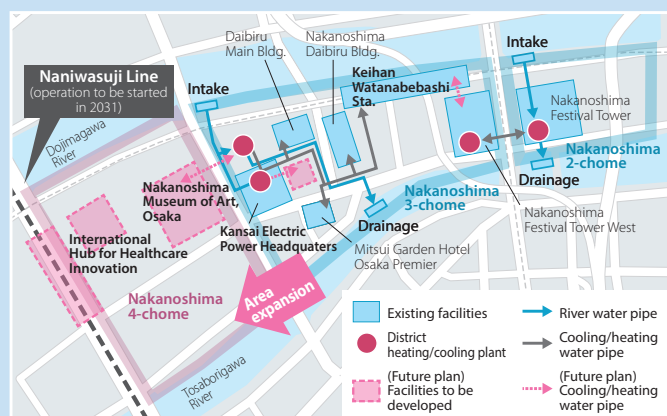 Naniwasuji Line
(operation to be started
in 2031)
Dojimagawa
River
Intake
Daibiru
Main Bldg.
Nakanoshima
Daibiru Bldg.
Keihan
Watanabebashi
Sta.
Intake
Nakanoshima
Festival Tower
Nakanoshima
2-chome
Drainage
Nakanoshima
3-chome
Nakanoshima
Festival Tower West
Nakanoshima
Museum of Art,
Osaka
Kansai Electric
Power Headquaters
Drainage
Mitsui Garden Hotel
Osaka Premier
International
Hub for Healthcare
Innovation
Nakanoshima
4-chome
Area
expansion
Tosaborigawa
River
Existing facilities
District
heating/cooling plant
(Future plan)
Facilities to be
developed
River water pipe
Cooling/heating
water pipe
(Future plan)
Cooling/heating
water pipe